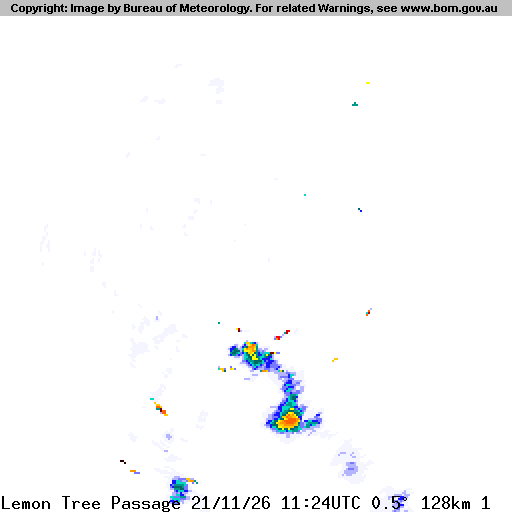 Copyright: Image by Bureau of Meteorology. For related Warnings, see www.bom.gov.au
Lemon Tree Passage 21/11/26 11:24UTC 0.5° 128km 1